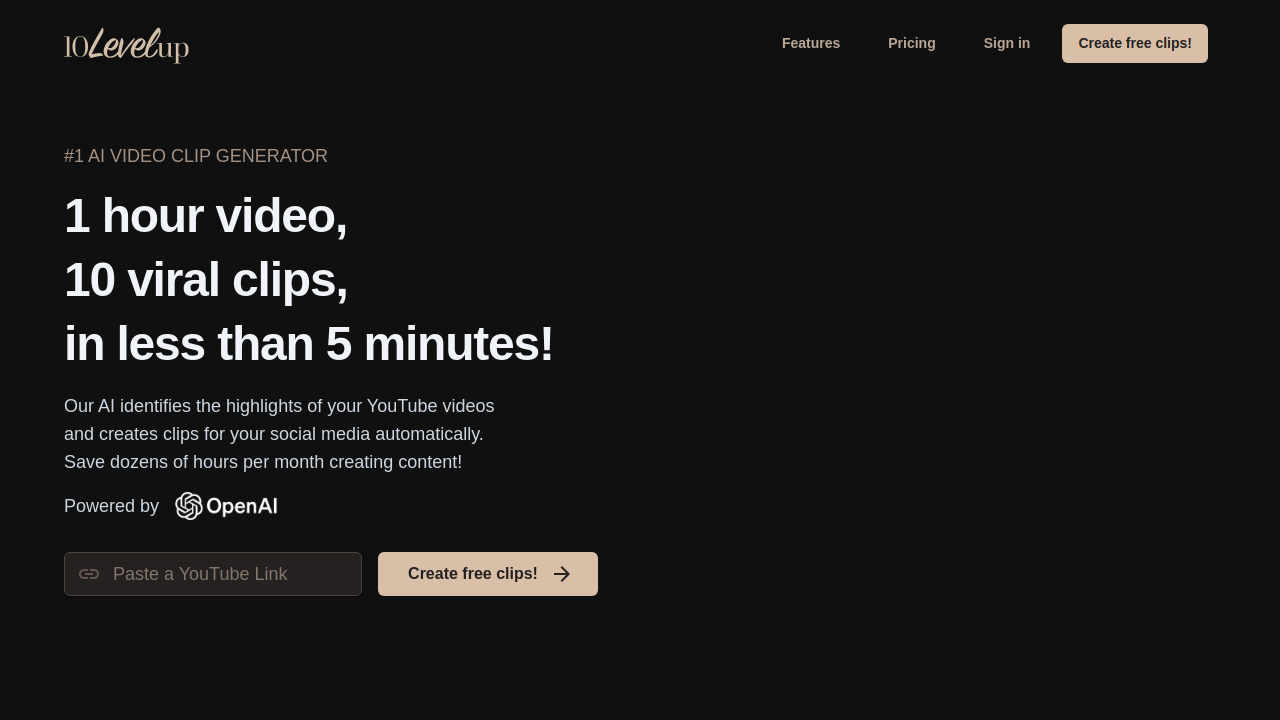 10Levelup
Features
Pricing
Sign in
Create free clips!
#1 AI VIDEO CLIP GENERATOR
1 hour video,
10 viral clips,
in less than 5 minutes!
Our AI identifies the highlights of your YouTube videos
and creates clips for your social media automatically.
Save dozens of hours per month creating content!
Powered by OpenAI
Paste a YouTube Link
Create free clips!